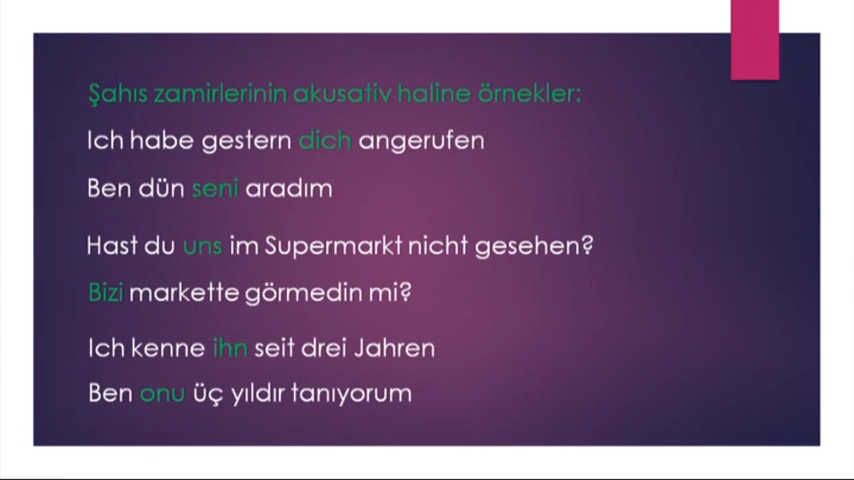 Şahıs zamirlerinin akusativ haline örnekler:
Ich habe gestern dich angerufen
Ben dün seni aradım
Hast du uns im Supermarkt nicht gesehen?
Bizi markette görmedin mi?
Ich kenne ihn seit drei Jahren
Ben onu üç yıldır tanıyorum